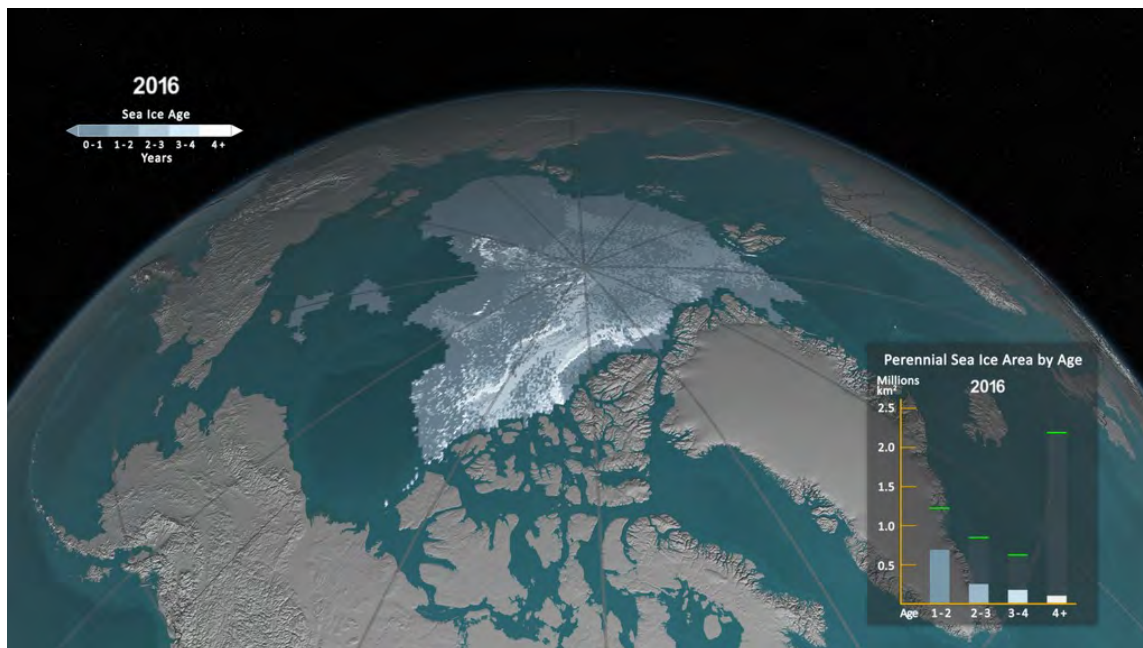 2016
Sea Ice Age
0-1 1-2 2-3 3-4 4+
Years
Perennial Sea Ice Area by Age
Millions
km²
2016
2.5
2.0
1.5
1.0
0.5
Age 1-2 2-3 3-4 4+